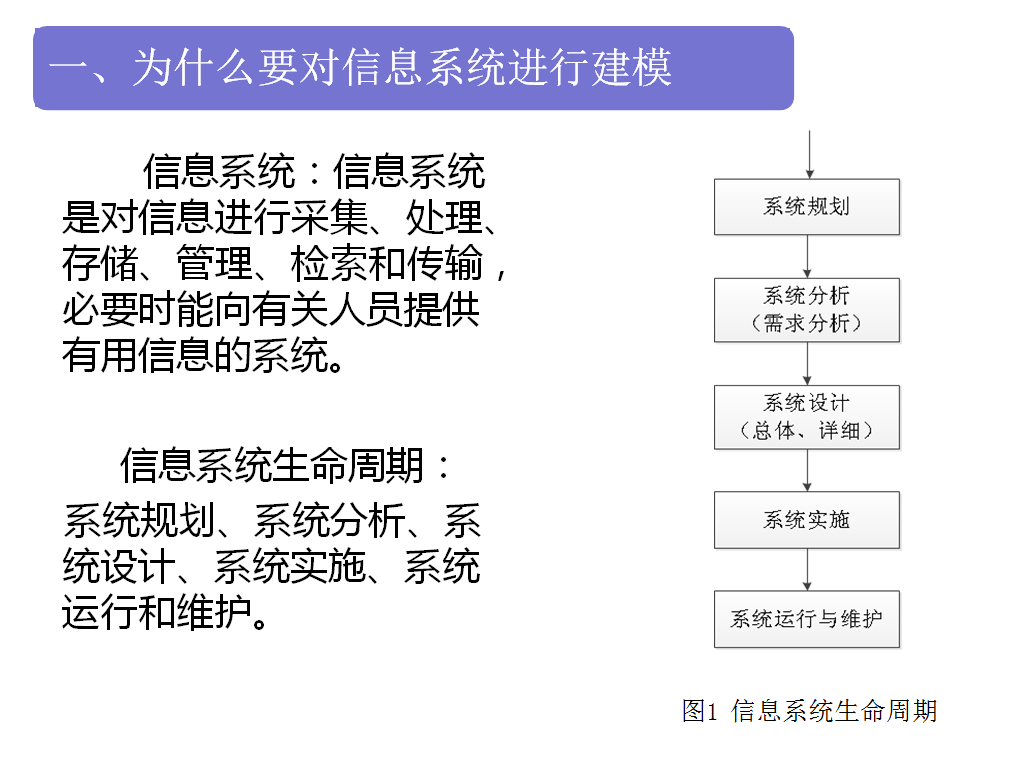 一、为什么要对信息系统进行建模
信息系统：信息系统
是对信息进行采集、处理、
存储、管理、检索和传输，
必要时能向有关人员提供
有用信息的系统。
信息系统生命周期：
系统规划、系统分析、系
统设计、系统实施、系统
运行和维护。
系统规划
系统分析
（需求分析）
系统设计
（总体、详细）
系统实施
系统运行与维护
图1 信息系统生命周期